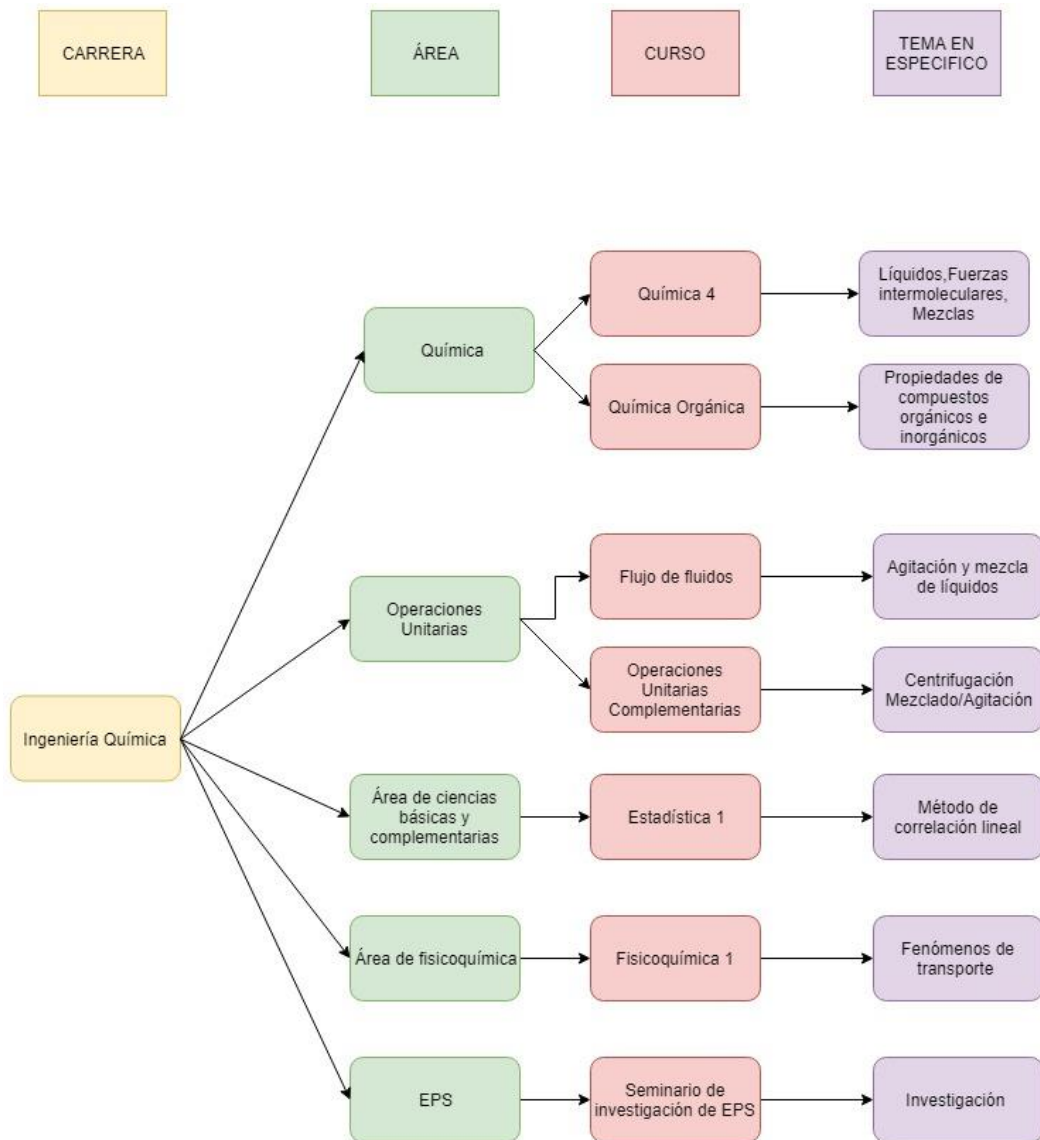 CARRERA
ÁREA
CURSO
TEMA EN
ESPECIFICO
Química 4
Líquidos,Fuerzas
intermoleculares,
Mezclas
Química
Química Orgánica
Propiedades de
compuestos
orgánicos e
inorgánicos
Flujo de fluidos
Agitación y mezcla
de líquidos
Operaciones
Unitarias
Operaciones
Unitarias
Complementarias
Centrifugación
Mezclado/Agitación
Ingeniería Química
Área de ciencias
básicas y
complementarias
Estadística 1
Método de
correlación lineal
Área de fisicoquímica
Fisicoquímica 1
Fenómenos de
transporte
EPS
Seminario de
investigación de EPS
Investigación